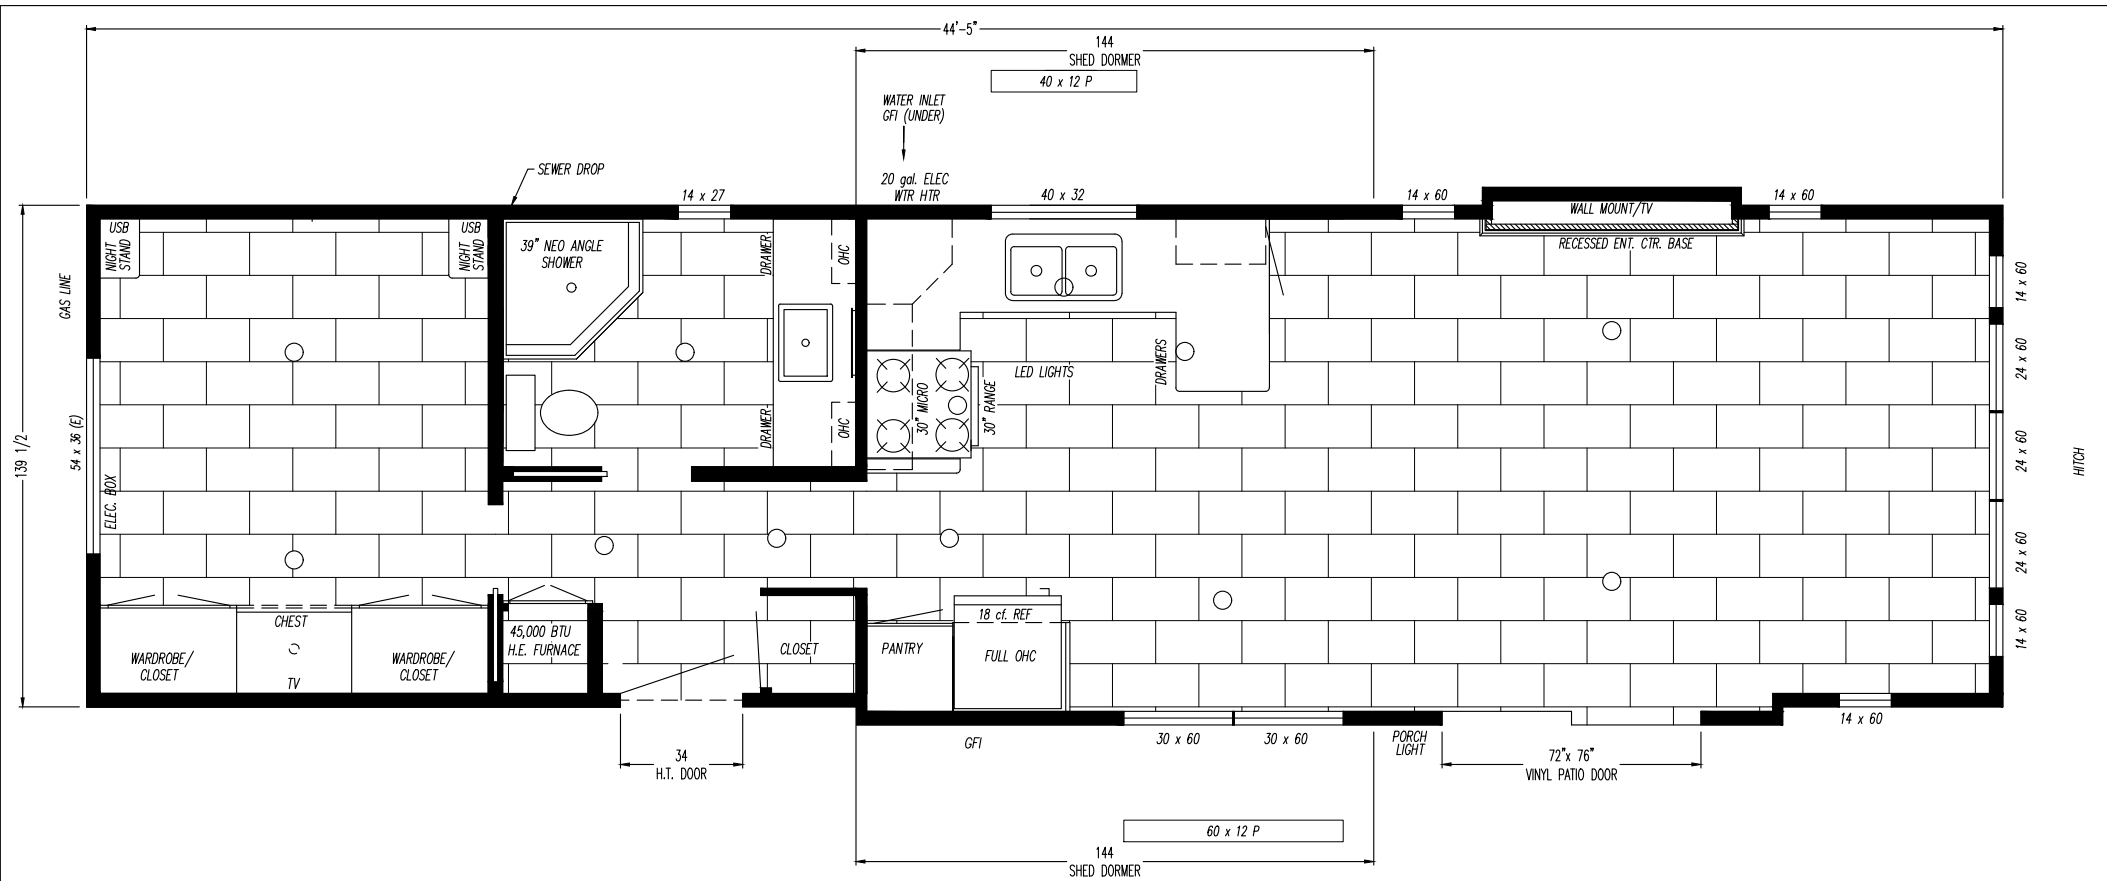 44'-5"
144
SHED DORMER
40 x 12 P
WATER INLET
GFI (UNDER)
SEWER DROP
20 gal. ELEC
WTR HTR
14 x 27
40 x 32
14 x 60
14 x 60
WALL MOUNT/TV
RECESSED ENT. CTR. BASE
USB
NIGHT
STAND
USB
NIGHT
STAND
39" NEO ANGLE
SHOWER
DRAWER
OHC
GAS LINE
14 x 60
24 x 60
LED LIGHTS
DRAWERS
30" MICRO
30" RANGE
DRAWER
OHC
54 x 36 (E)
139 1/2
ELEC. BOX
24 x 60
HITCH
24 x 60
14 x 60
CHEST
WARDROBE/
CLOSET
TV
WARDROBE/
CLOSET
45,000 BTU
H.E. FURNACE
CLOSET
PANTRY
18 cf. REF
FULL OHC
14 x 60
GFI
30 x 60
30 x 60
PORCH
LIGHT
34
H.T. DOOR
72"x 76"
VINYL PATIO DOOR
60 x 12 P
144
SHED DORMER